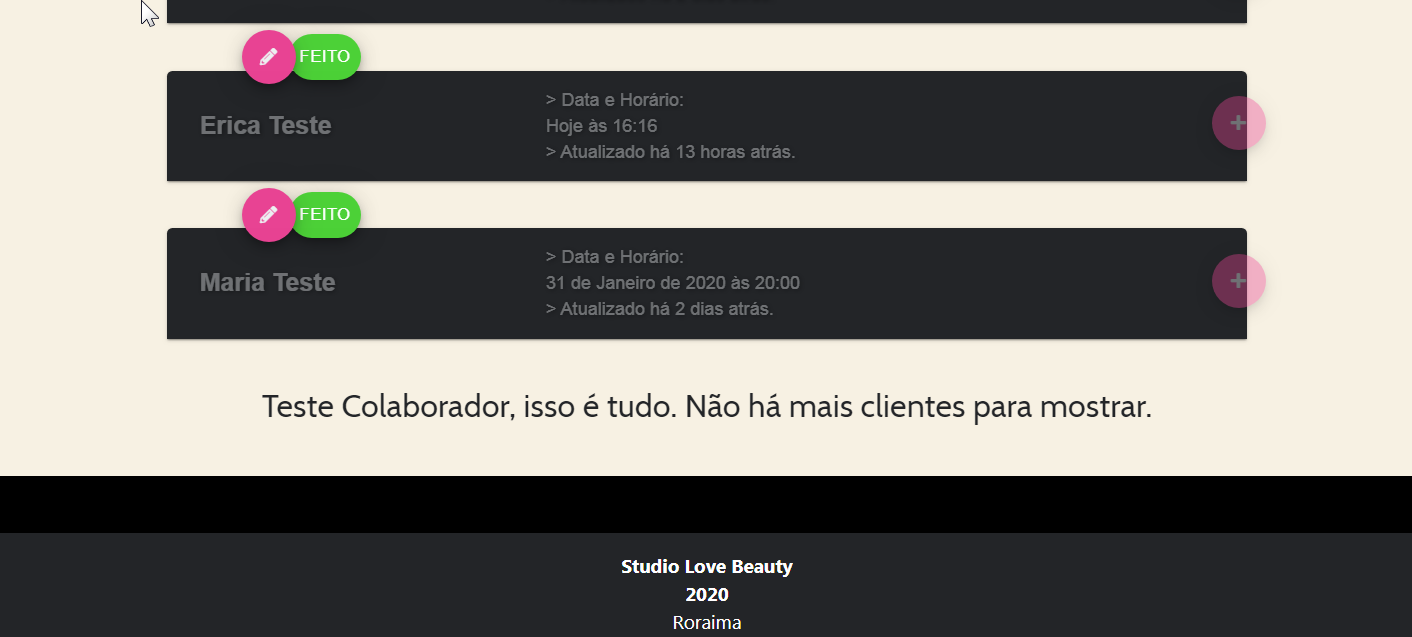 FEITO
Erica Teste
> Data e Horário:
Hoje às 16:16
> Atualizado há 13 horas atrás.
+
FEITO
Maria Teste
> Data e Horário:
31 de Janeiro de 2020 às 20:00
> Atualizado há 2 dias atrás.
+
Teste Colaborador, isso é tudo. Não há mais clientes para mostrar.
Studio Love Beauty
2020
Roraima